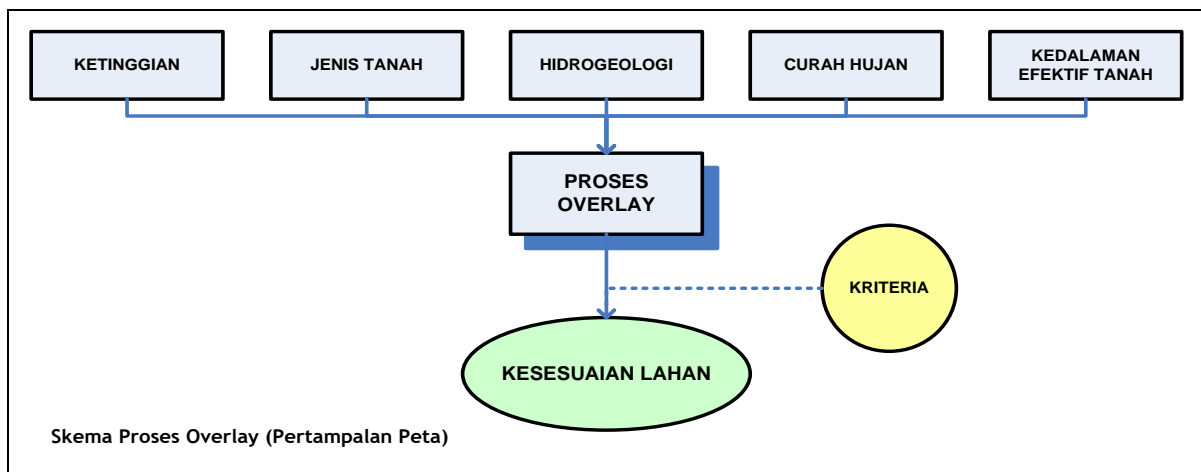 KETINGGIAN
JENIS TANAH
HIDROGEOLOGI
CURAH HUJAN
KEDALAMAN
EFEKTIF TANAH
PROSES
OVERLAY
KRITERIA
KESESUAIAN LAHAN
Skema Proses Overlay (Pertampalan Peta)